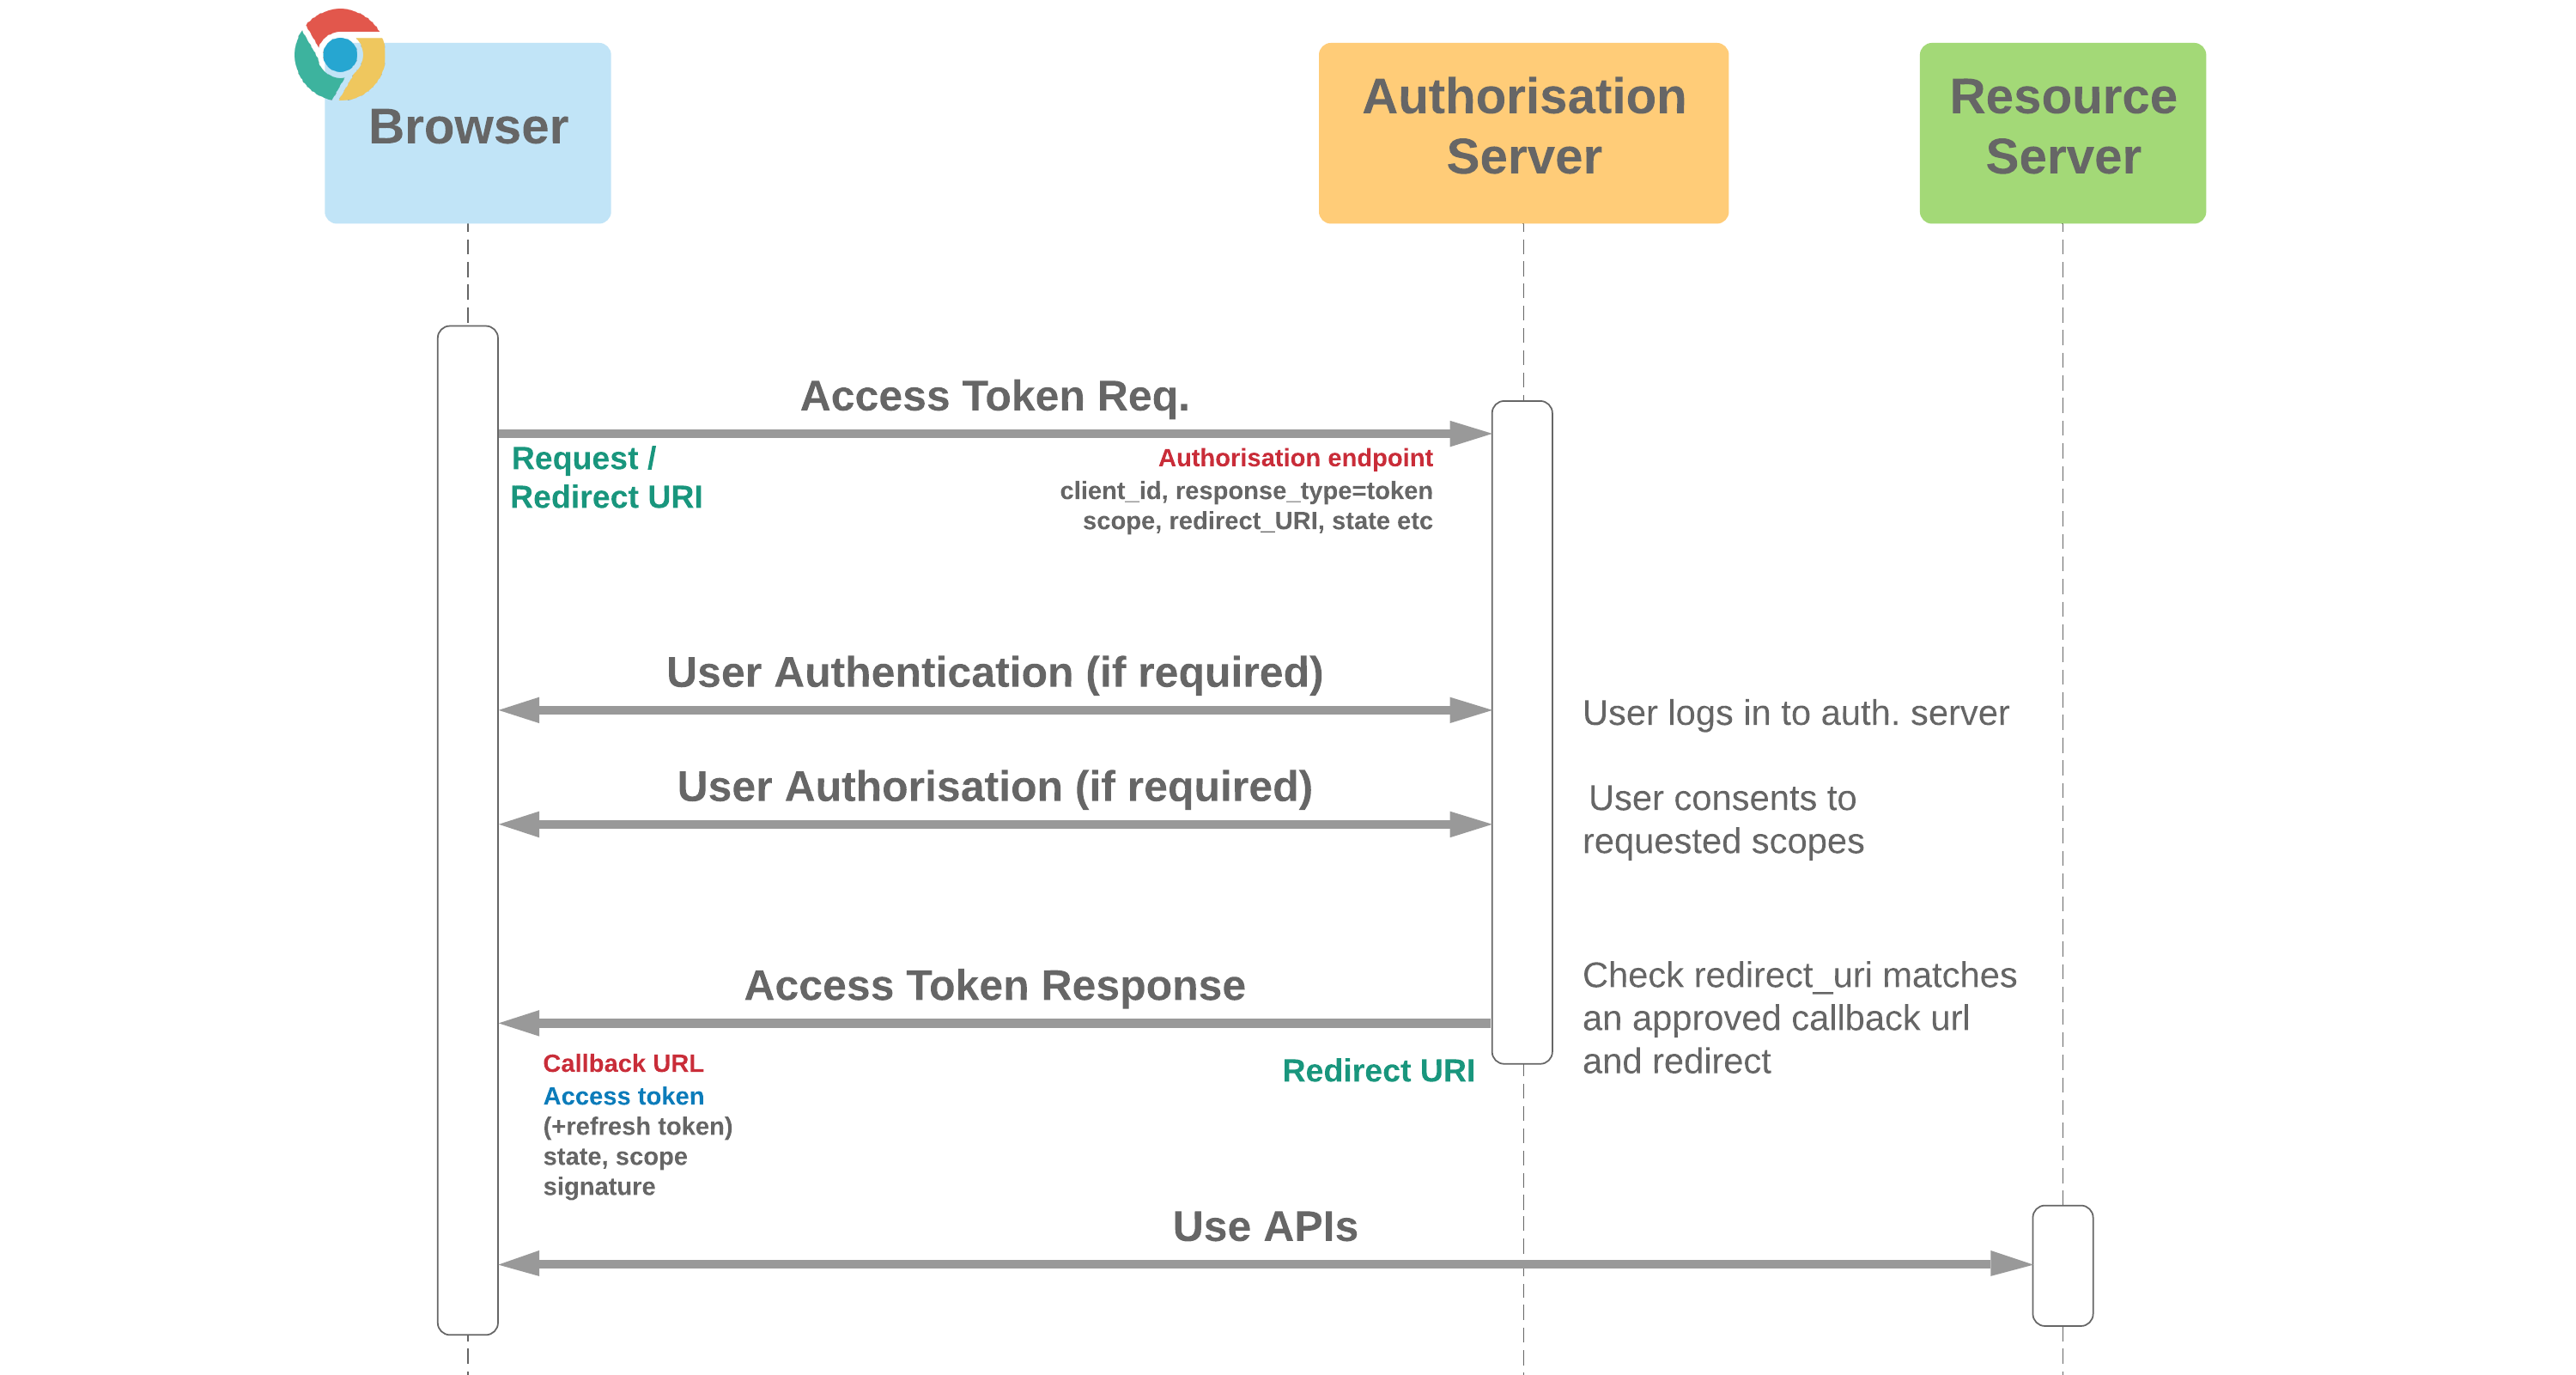 Browser
Authorisation
Server
Resource
Server
Access Token Req.
Request /
Redirect URI
Authorisation endpoint
client_id, response_type=token
scope, redirect_URI, state etc
User Authentication (if required)
User logs in to auth. server
User Authorisation (if required)
User consents to
requested scopes
Access Token Response
Check redirect_uri matches
an approved callback url
and redirect
Callback URL
Access token
(+refresh token)
state, scope
signature
Redirect URI
Use APIs